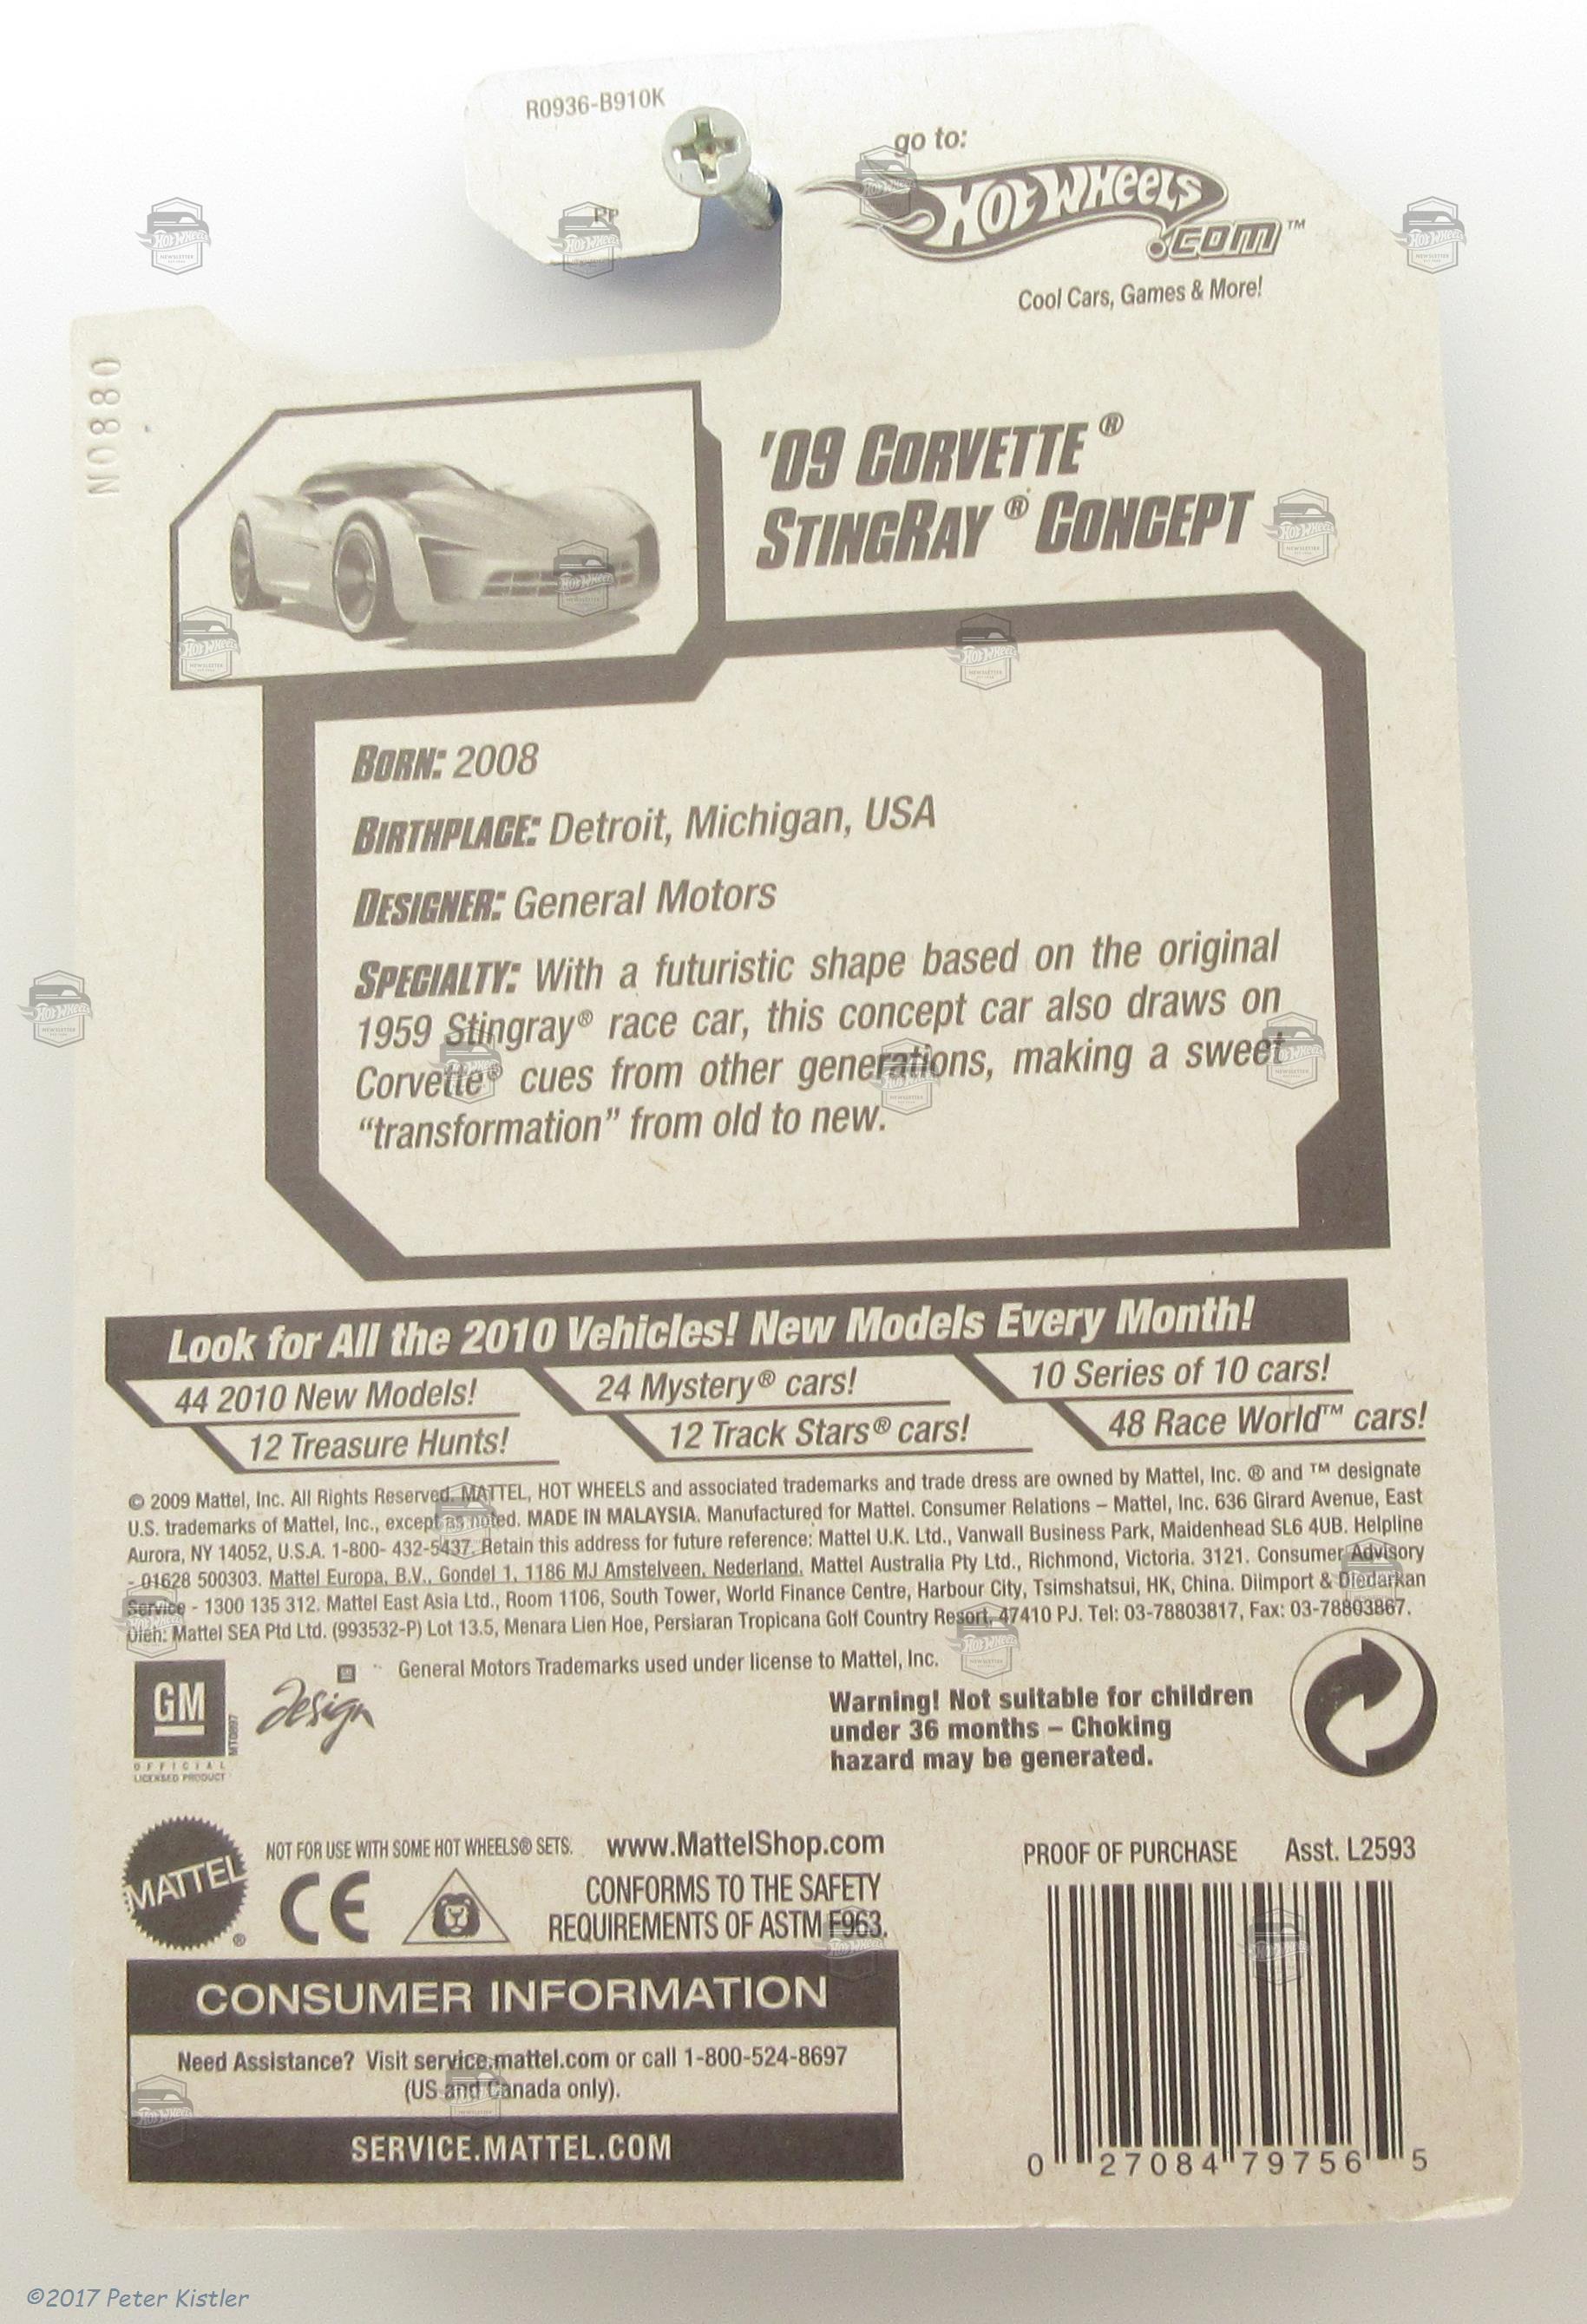 R0936-B910K
PP
go to:
Hot Wheels
.com™
Cool Cars, Games & More!
N0880
'09 Corvette®
StingRay® Concept
Born: 2008
Birthplace: Detroit, Michigan, USA
Designer: General Motors
Specialty: With a futuristic shape based on the original
1959 Stingray® race car, this concept car also draws on
Corvette® cues from other generations, making a sweet
“transformation” from old to new.
Look for All the 2010 Vehicles! New Models Every Month!
44 2010 New Models!
24 Mystery® cars!
10 Series of 10 cars!
12 Treasure Hunts!
12 Track Stars® cars!
48 Race World™ cars!
© 2009 Mattel, Inc. All Rights Reserved. MATTEL, HOT WHEELS and associated trademarks and trade dress are owned by Mattel, Inc. ® and ™ designate
U.S. trademarks of Mattel, Inc., except as noted. MADE IN MALAYSIA. Manufactured for Mattel. Consumer Relations – Mattel, Inc. 636 Girard Avenue, East
Aurora, NY 14052, U.S.A. 1-800- 432-5437. Retain this address for future reference: Mattel U.K. Ltd., Vanwall Business Park, Maidenhead SL6 4UB. Helpline
- 01628 500303. Mattel Europa, B.V., Gondel 1, 1186 MJ Amstelveen, Nederland. Mattel Australia Pty Ltd., Richmond, Victoria. 3121. Consumer Advisory
Service - 1300 135 312. Mattel East Asia Ltd., Room 1106, South Tower, World Finance Centre, Harbour City, Tsimshatsui, HK, China. Diimport & Diedarkan
Oleh: Mattel SEA Ptd Ltd. (993532-P) Lot 13.5, Menara Lien Hoe, Persiaran Tropicana Golf Country Resort, 47410 PJ. Tel: 03-78803817, Fax: 03-78803867.
GM
OFFICIAL
LICENSED PRODUCT
Design
General Motors Trademarks used under license to Mattel, Inc.
Warning! Not suitable for children
under 36 months – Choking
hazard may be generated.
MATTEL®
NOT FOR USE WITH SOME HOT WHEELS® SETS.
www.MattelShop.com
CE
CONFORMS TO THE SAFETY
REQUIREMENTS OF ASTM F963.
PROOF OF PURCHASE Asst. L2593
CONSUMER INFORMATION
Need Assistance? Visit service.mattel.com or call 1-800-524-8697
(US and Canada only).
SERVICE.MATTEL.COM
0 27084 79756 5
©2017 Peter Kistler